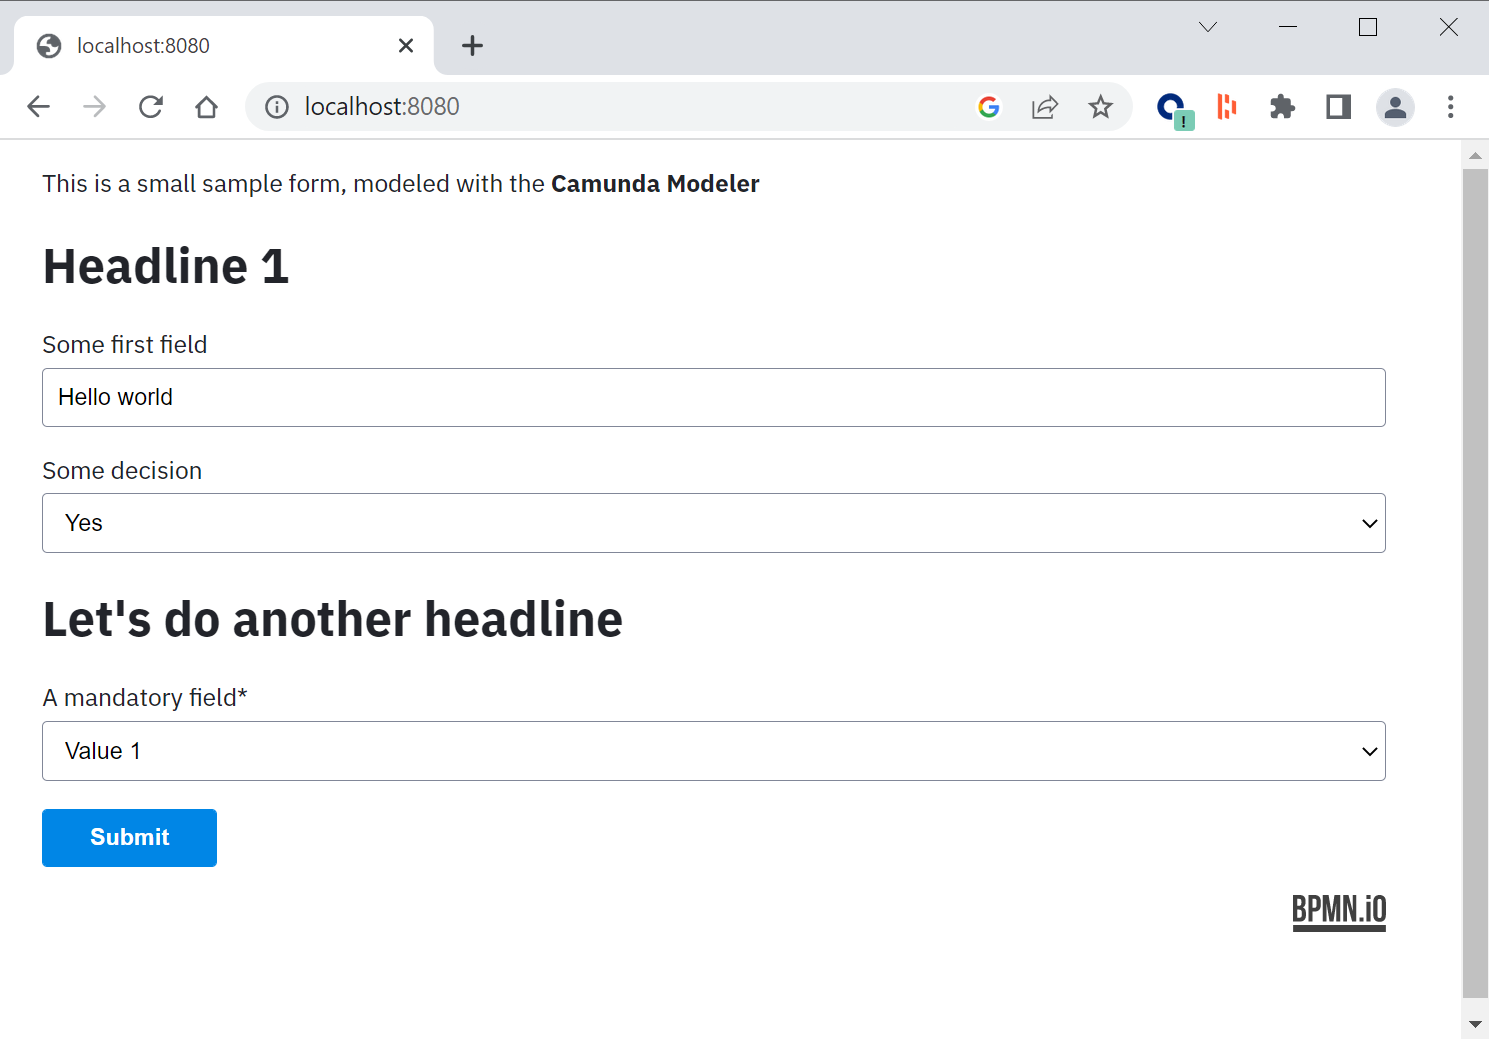 localhost:8080
localhost:8080
This is a small sample form, modeled with the Camunda Modeler
Headline 1
Some first field
Hello world
Some decision
Yes
Let's do another headline
A mandatory field*
Value 1
Submit
BPMN.iO